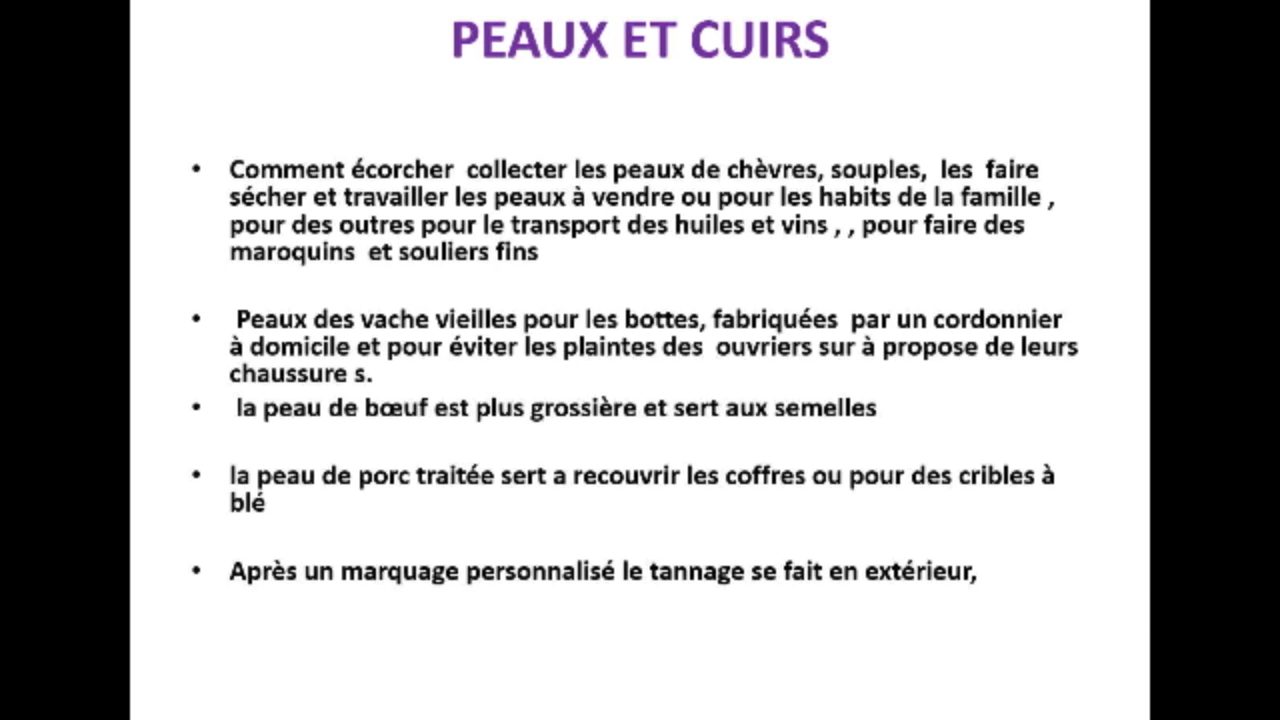 PEAUX ET CUIRS
• Comment écorcher  collecter les peaux de chèvres, souples,  les  faire
sécher et travailler les peaux à vendre ou pour les habits de la famille ,
pour des outres pour le transport des huiles et vins , , pour faire des
maroquins  et souliers fins
•  Peaux des vache vieilles pour les bottes, fabriquées  par un cordonnier
à domicile et pour éviter les plaintes des  ouvriers sur à propose de leurs
chaussure s.
•  la peau de bœuf est plus grossière et sert aux semelles
• la peau de porc traitée sert a recouvrir les coffres ou pour des cribles à
blé
• Après un marquage personnalisé le tannage se fait en extérieur,